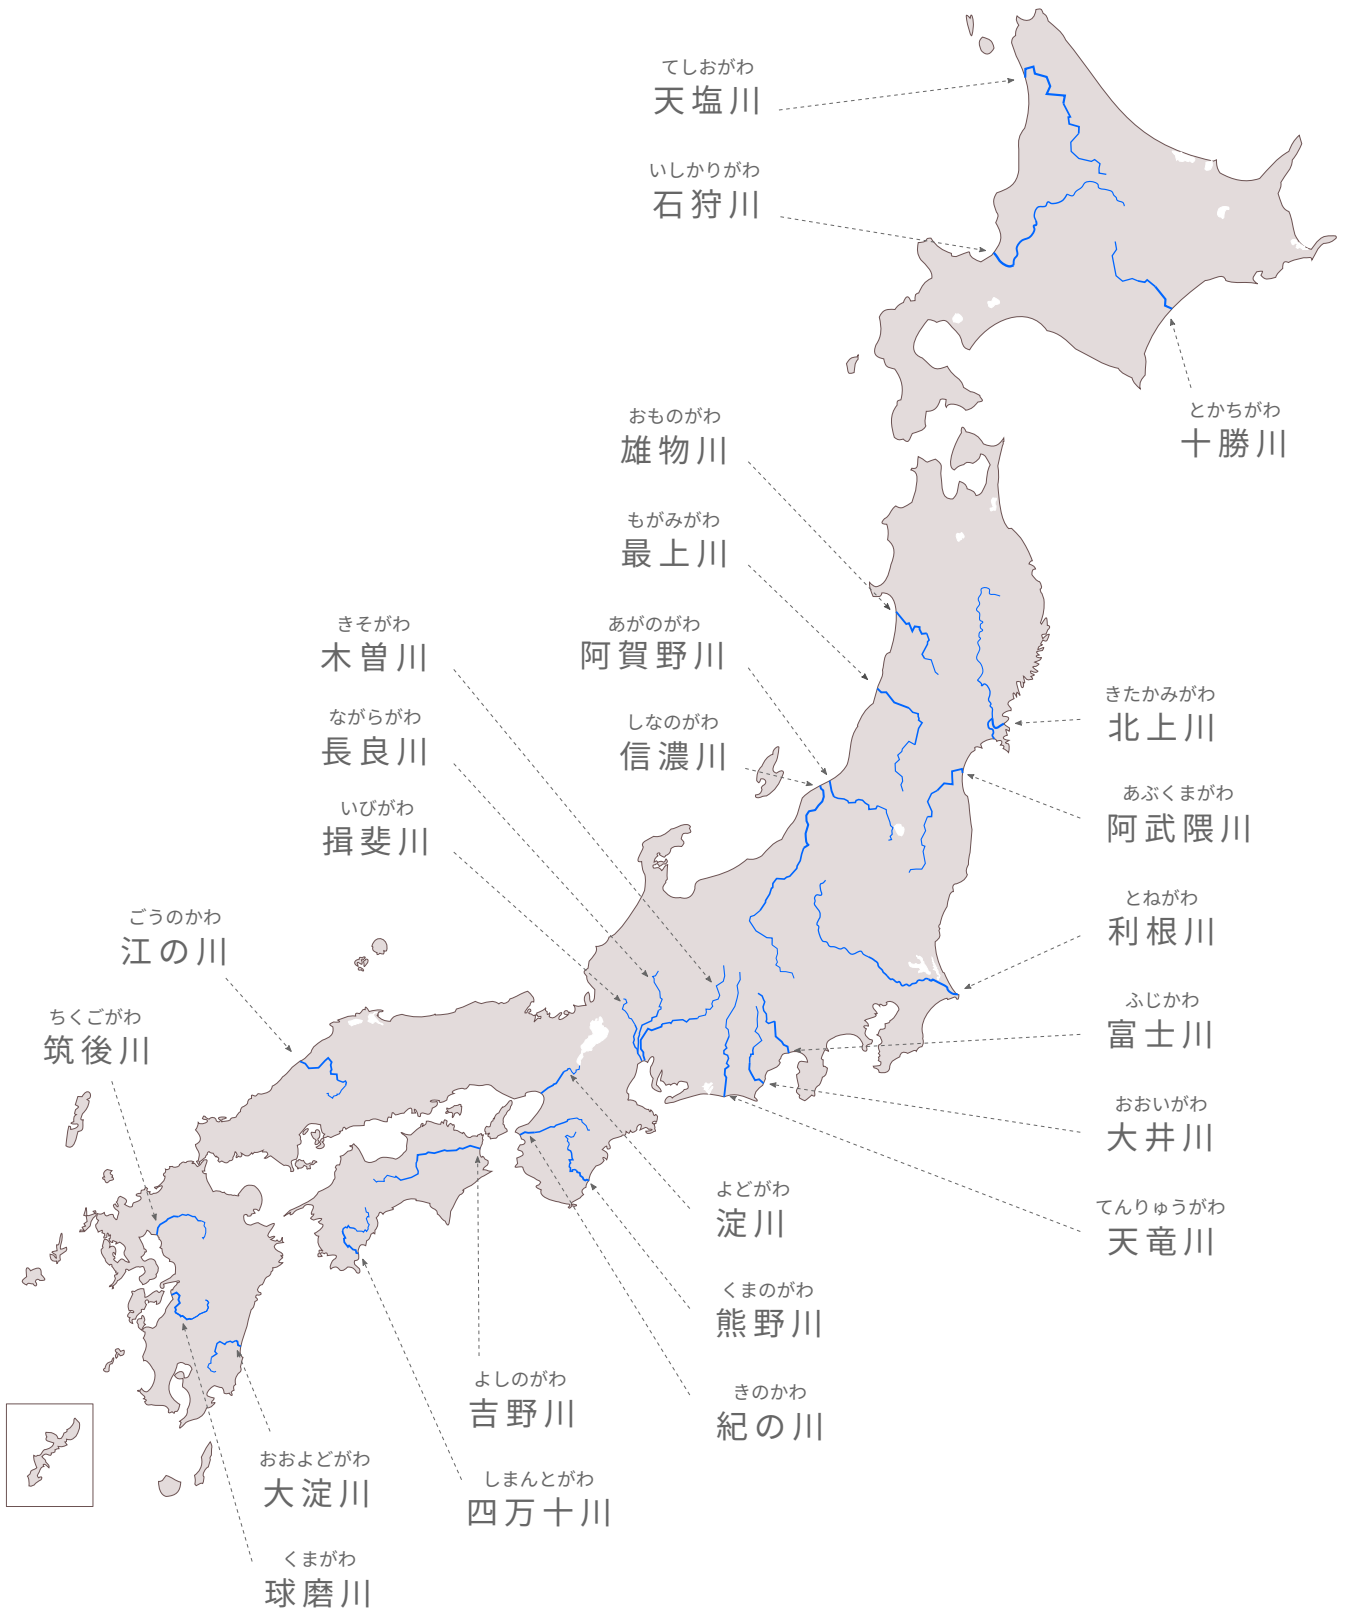 てしおがわ
天塩川
いしかりがわ
石狩川
とかちがわ
十勝川
おものがわ
雄物川
もがみがわ
最上川
きそがわ
木曽川
あがのがわ
阿賀野川
ながらがわ
長良川
しなのがわ
信濃川
きたかみがわ
北上川
いびがわ
揖斐川
あぶくまがわ
阿武隈川
ごうのかわ
江の川
とねがわ
利根川
ちくごがわ
筑後川
ふじかわ
富士川
おおいがわ
大井川
よどがわ
淀川
てんりゅうがわ
天竜川
くまのがわ
熊野川
よしのがわ
吉野川
きのかわ
紀の川
おおよどがわ
大淀川
しまんとがわ
四万十川
くまがわ
球磨川